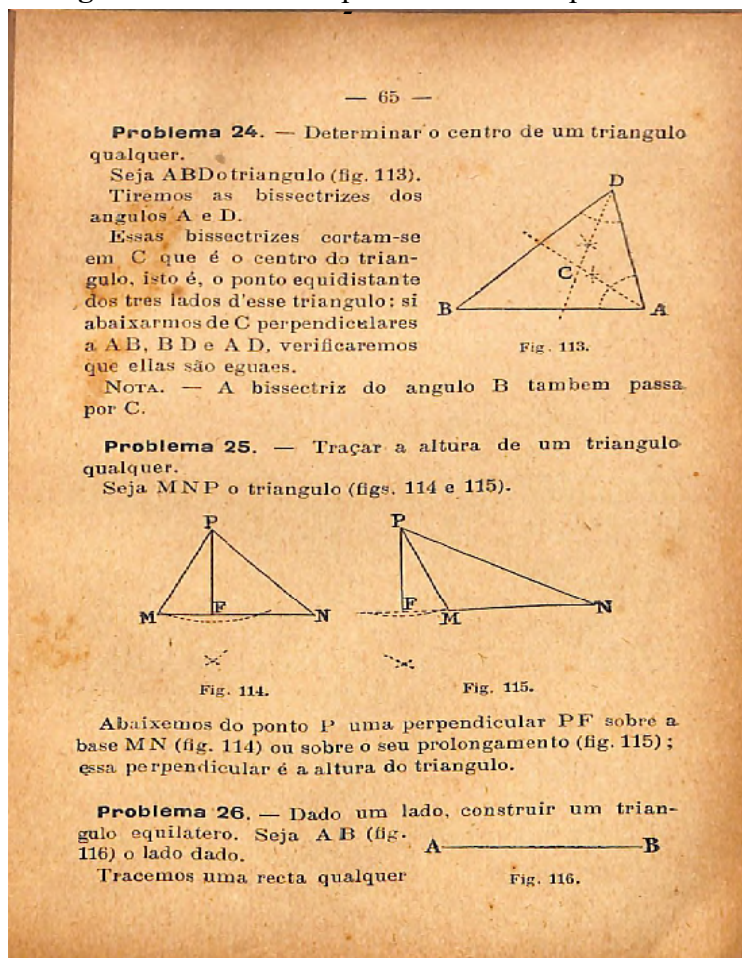 — 65 —
Problema 24. — Determinar o centro de um triangulo
qualquer.
Seja ABD o triangulo (fig. 113).
Tiremos as bissectrizes dos
angulos A e D.
Essas bissectrizes cortam-se
em C que é o centro do trian-
gulo, isto é, o ponto equidistante
dos tres lados d'esse triangulo: si
abaixarmos de C perpendiculares
a A B, B D e A D, verificaremos
que ellas são eguaes.
D
C
B
A
Fig. 113.
NOTA. — A bissectriz do angulo B tambem passa
por C.
Problema 25. — Traçar a altura de um triangulo
qualquer.
Seja M N P o triangulo (figs. 114 e 115).
P
M
F
N
Fig. 114.
P
F
M
N
Fig. 115.
Abaixemos do ponto P uma perpendicular PF sobre a
base M N (fig. 114) ou sobre o seu prolongamento (fig. 115) ;
essa perpendicular é a altura do triangulo.
Problema 26. — Dado um lado, construir um trian-
gulo equilatero. Seja A B (fig.
116) o lado dado.
Tracemos uma recta qualquer
A
B
Fig. 116.